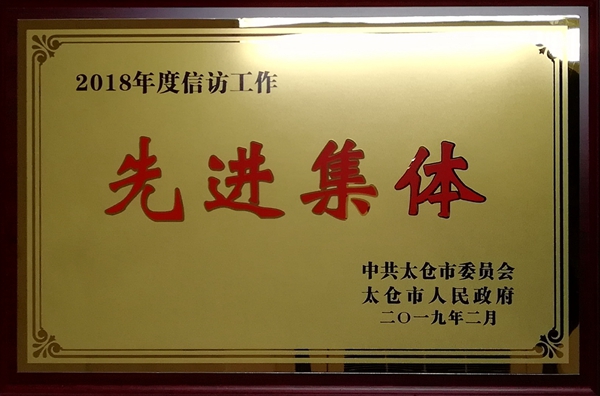 2018年度信访工作
先进集体
中共太仓市委员会
太仓市人民政府
二〇一九年二月